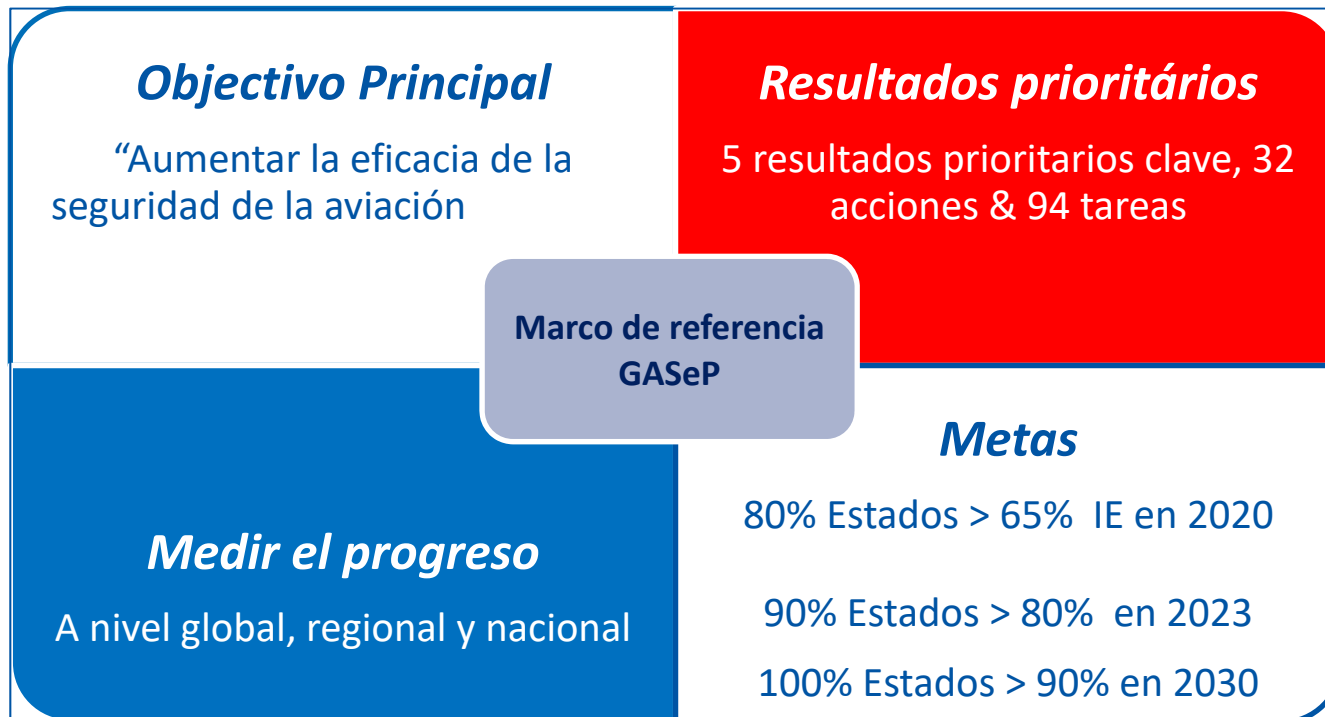 Objectivo Principal
“Aumentar la eficacia de la
seguridad de la aviación
Resultados prioritários
5 resultados prioritarios clave, 32
acciones & 94 tareas
Marco de referencia
GASeP
Medir el progreso
A nivel global, regional y nacional
Metas
80% Estados > 65% IE en 2020
90% Estados > 80% en 2023
100% Estados > 90% en 2030